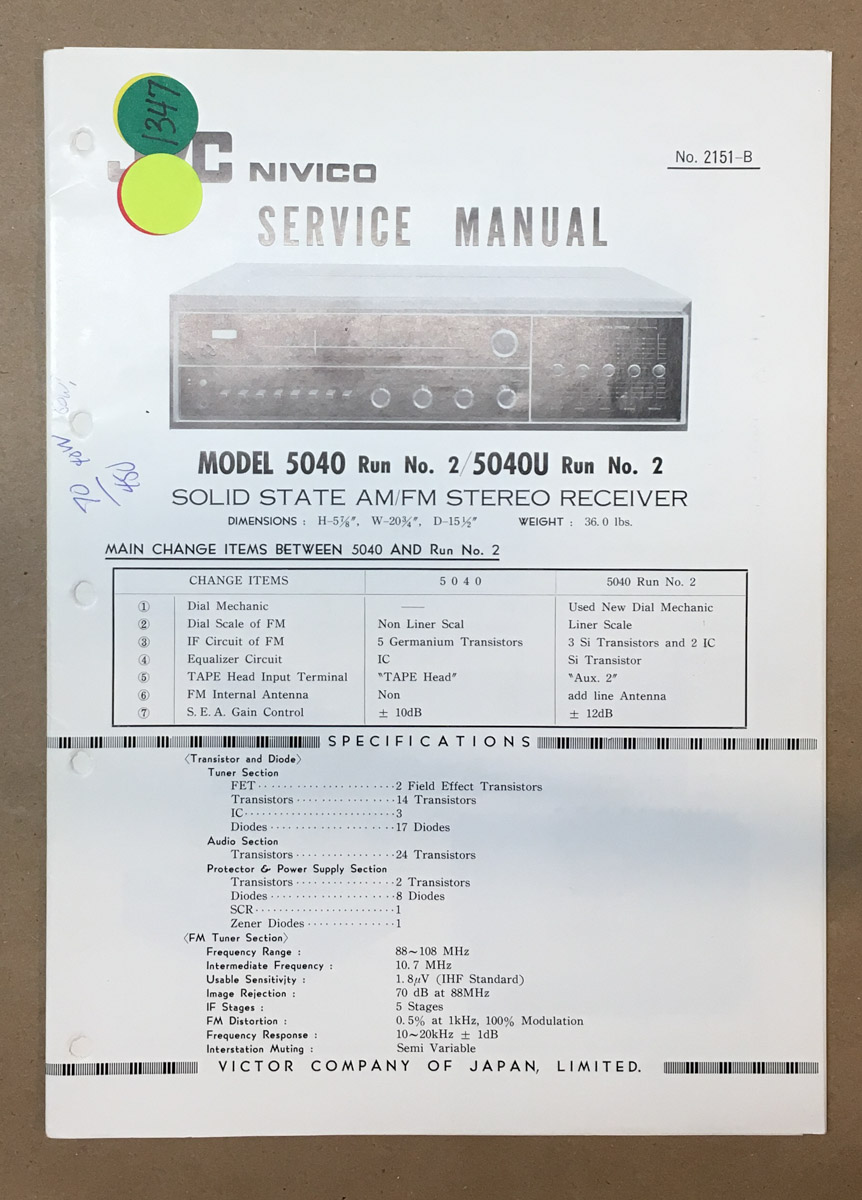 1347
JVC NIVICO
No. 2151-B
SERVICE MANUAL
MODEL 5040 Run No. 2/5040U Run No. 2
SOLID STATE AM/FM STEREO RECEIVER
DIMENSIONS : H-5⅞", W-20¾", D-15½" WEIGHT : 36.0 lbs.
MAIN CHANGE ITEMS BETWEEN 5040 AND Run No. 2
CHANGE ITEMS 5040 5040 Run No. 2
① Dial Mechanic —— Used New Dial Mechanic
② Dial Scale of FM Non Liner Scal Liner Scale
③ IF Circuit of FM 5 Germanium Transistors 3 Si Transistors and 2 IC
④ Equalizer Circuit IC Si Transistor
⑤ TAPE Head Input Terminal "TAPE Head" "Aux. 2"
⑥ FM Internal Antenna Non add line Antenna
⑦ S.E.A. Gain Control ± 10dB ± 12dB
SPECIFICATIONS
〈Transistor and Diode〉
Tuner Section
FET·······················2 Field Effect Transistors
Transistors ··············14 Transistors
IC························3
Diodes ··················17 Diodes
Audio Section
Transistors ··············24 Transistors
Protector & Power Supply Section
Transistors ··············2 Transistors
Diodes ··················8 Diodes
SCR·······················1
Zener Diodes ·············1
〈FM Tuner Section〉
Frequency Range : 88~108 MHz
Intermediate Frequency : 10.7 MHz
Usable Sensitivity : 1.8μV (IHF Standard)
Image Rejection : 70 dB at 88MHz
IF Stages : 5 Stages
FM Distortion : 0.5% at 1kHz, 100% Modulation
Frequency Response : 10~20kHz ± 1dB
Interstation Muting : Semi Variable
VICTOR COMPANY OF JAPAN, LIMITED.